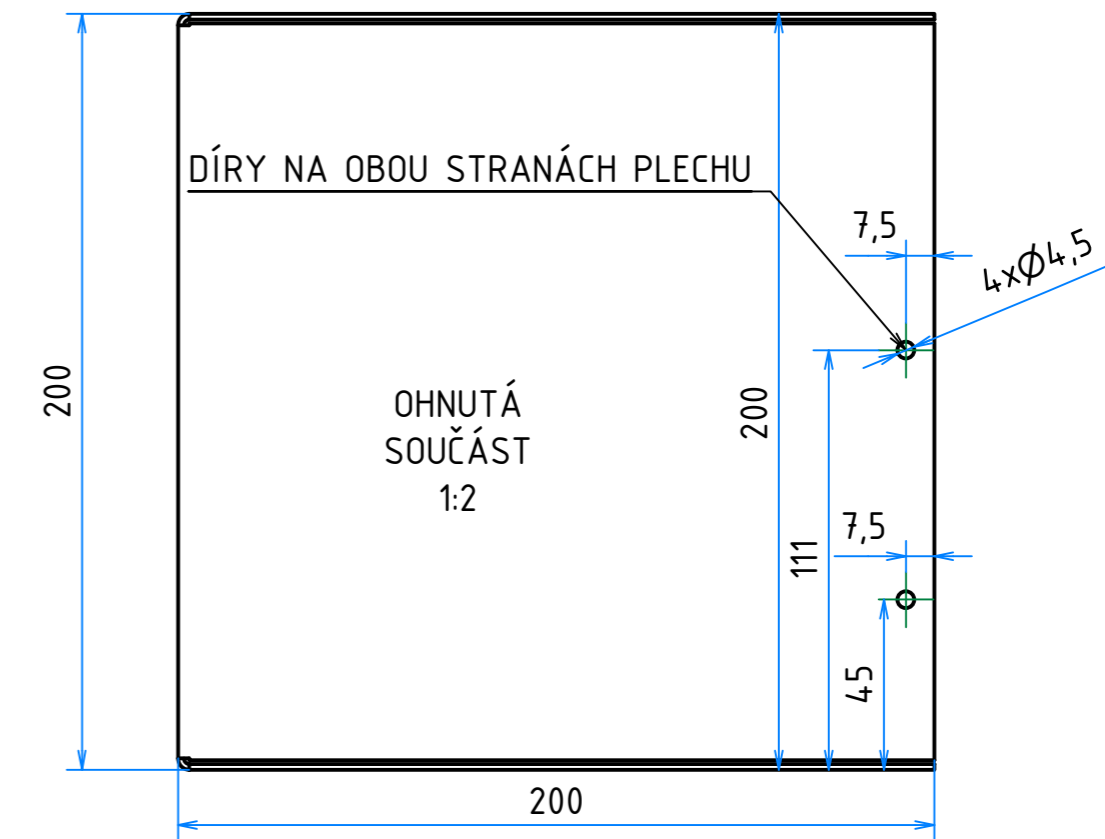 DÍRY NA OBOU STRANÁCH PLECHU
7,5
4xØ4,5
200
OHNUTÁ
SOUČÁST
1:2
200
7,5
111
45
200